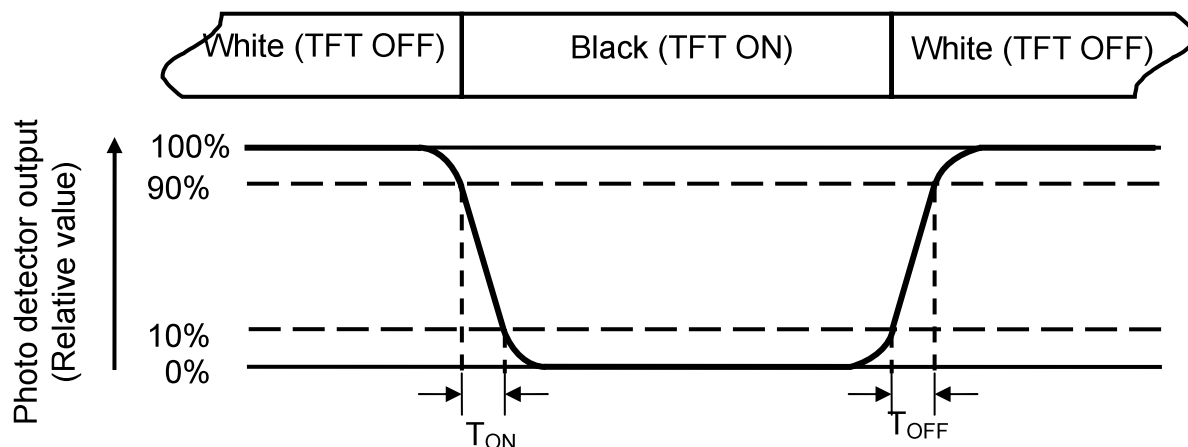 White (TFT OFF)
Black (TFT ON)
White (TFT OFF)
Photo detector output
(Relative value)
100%
90%
10%
0%
TON
TOFF